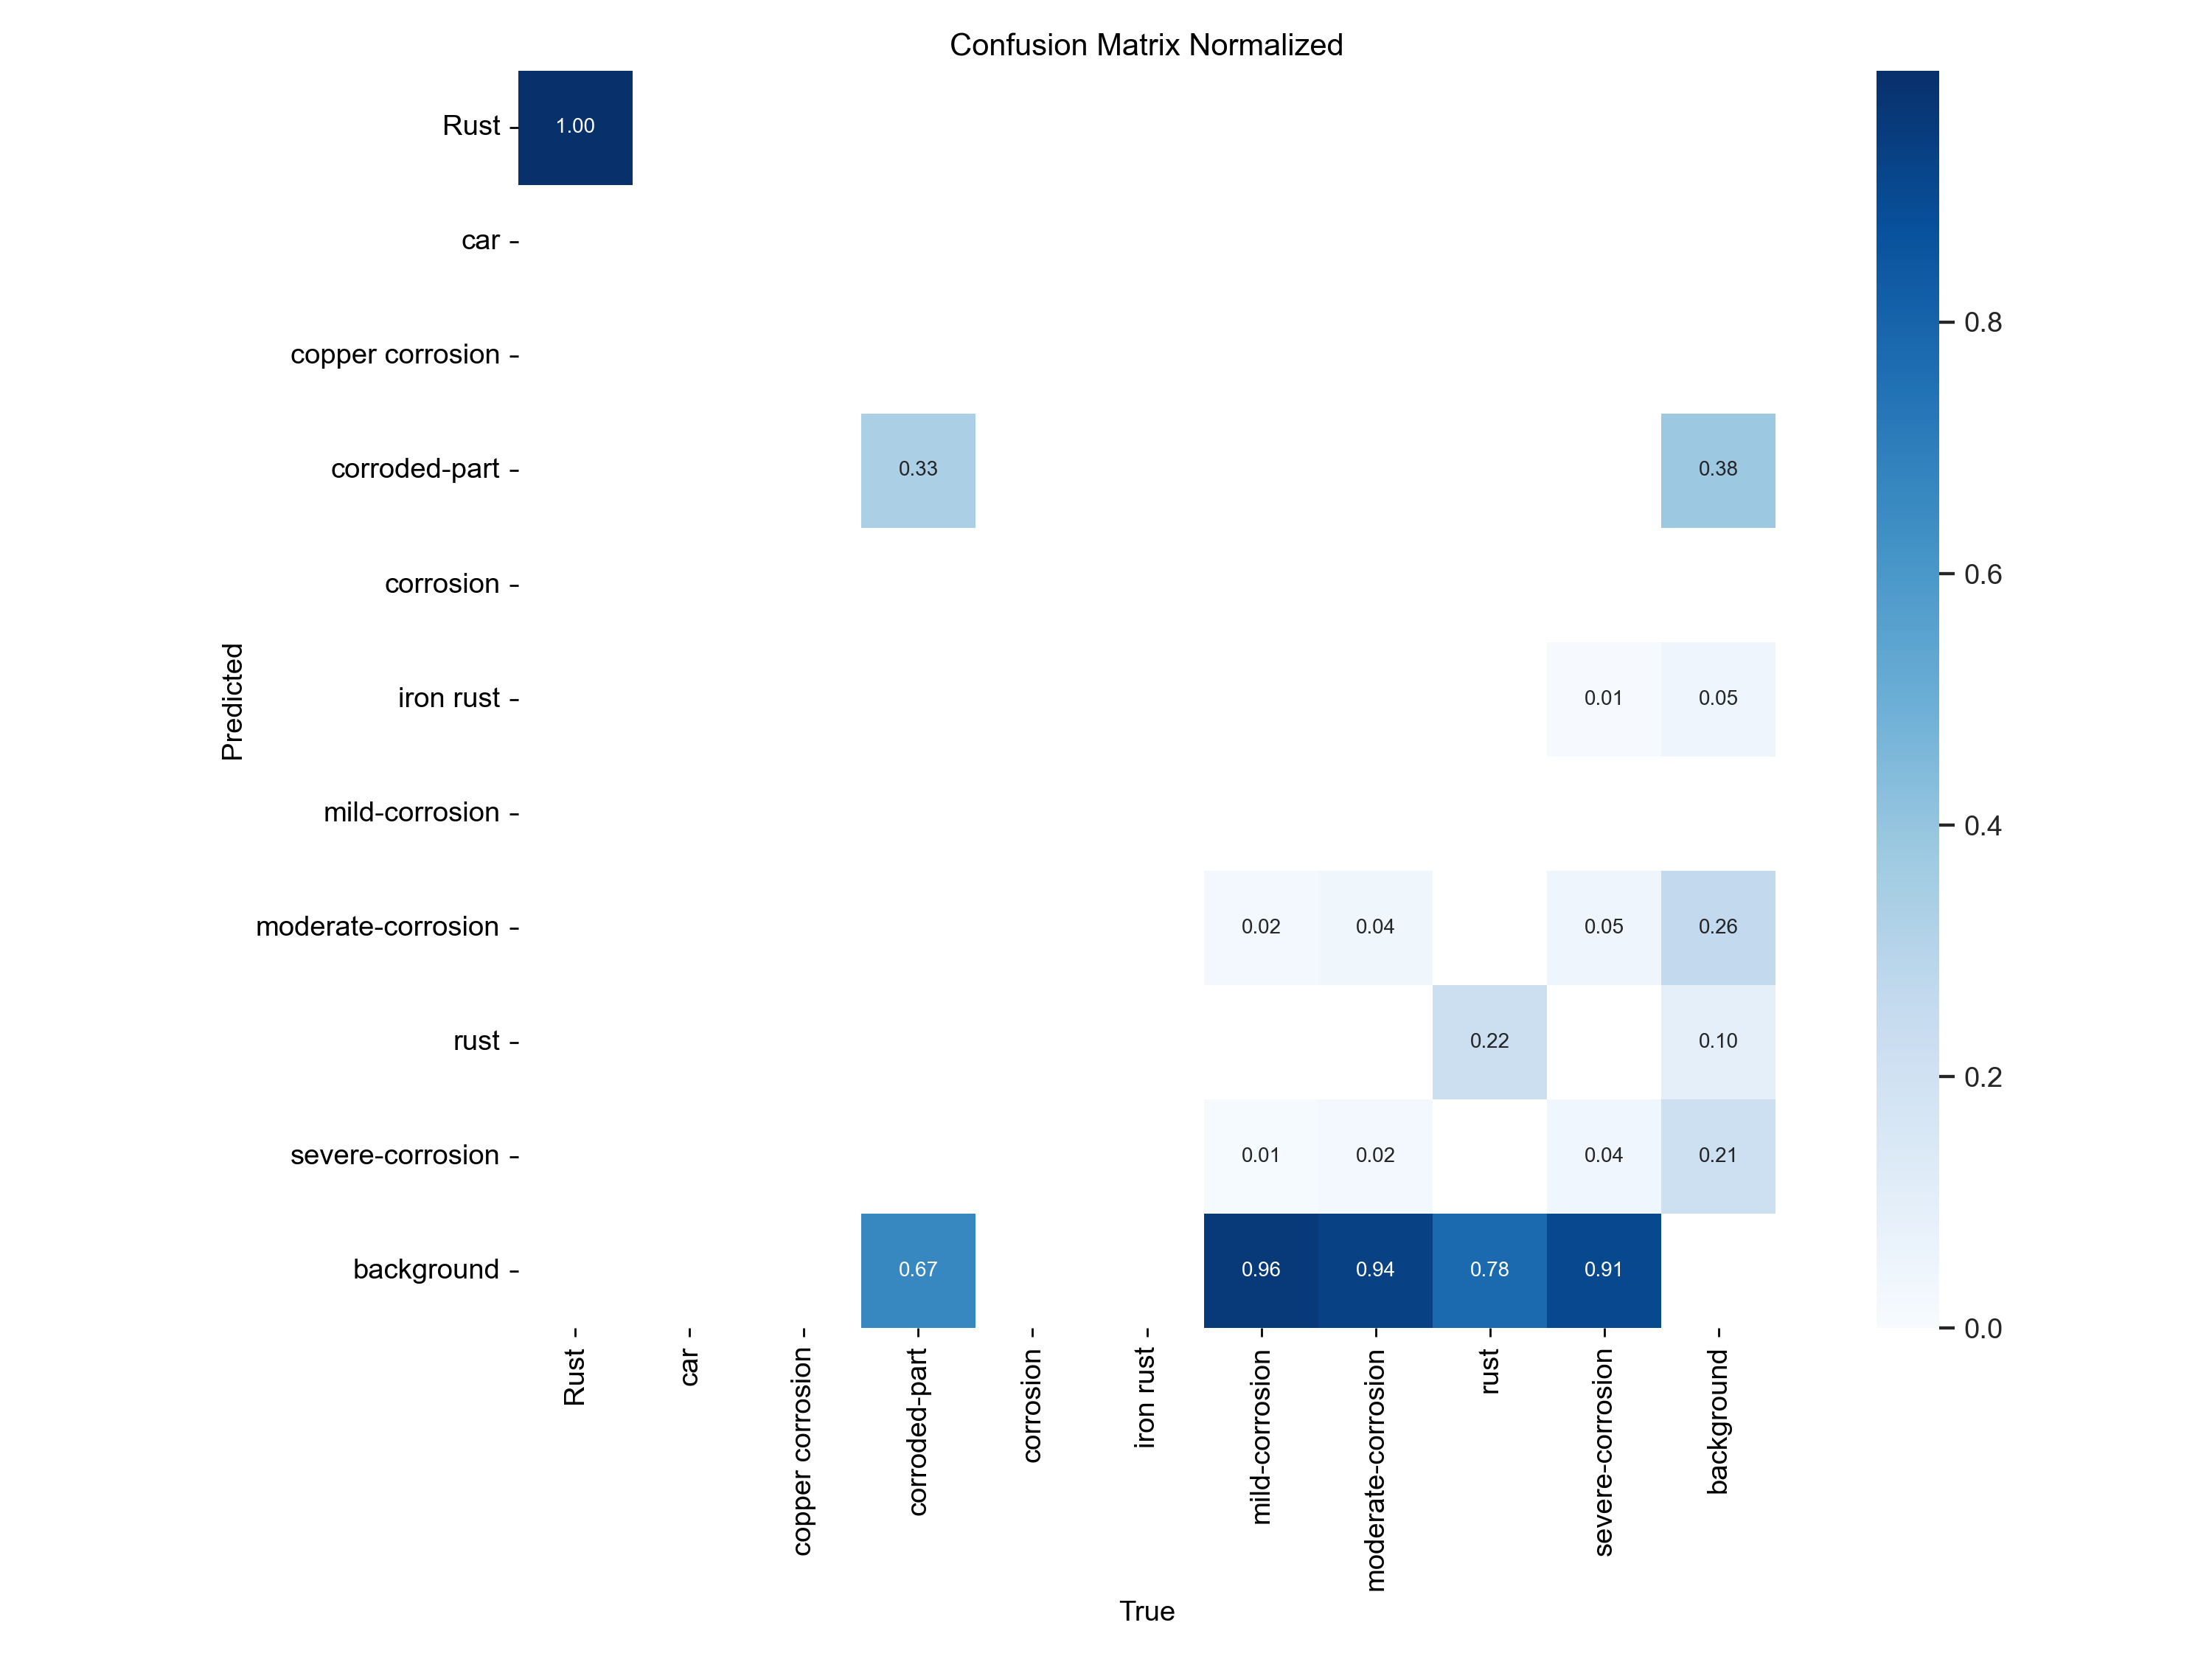 Confusion Matrix Normalized
Rust
1.00
car
copper corrosion
corroded-part
0.33
0.38
corrosion
iron rust
0.01
0.05
mild-corrosion
moderate-corrosion
0.02
0.04
0.05
0.26
rust
0.22
0.10
severe-corrosion
0.01
0.02
0.04
0.21
background
0.67
0.96
0.94
0.78
0.91
Predicted
Rust
car
copper corrosion
corroded-part
corrosion
iron rust
mild-corrosion
moderate-corrosion
rust
severe-corrosion
background
True
0.8
0.6
0.4
0.2
0.0